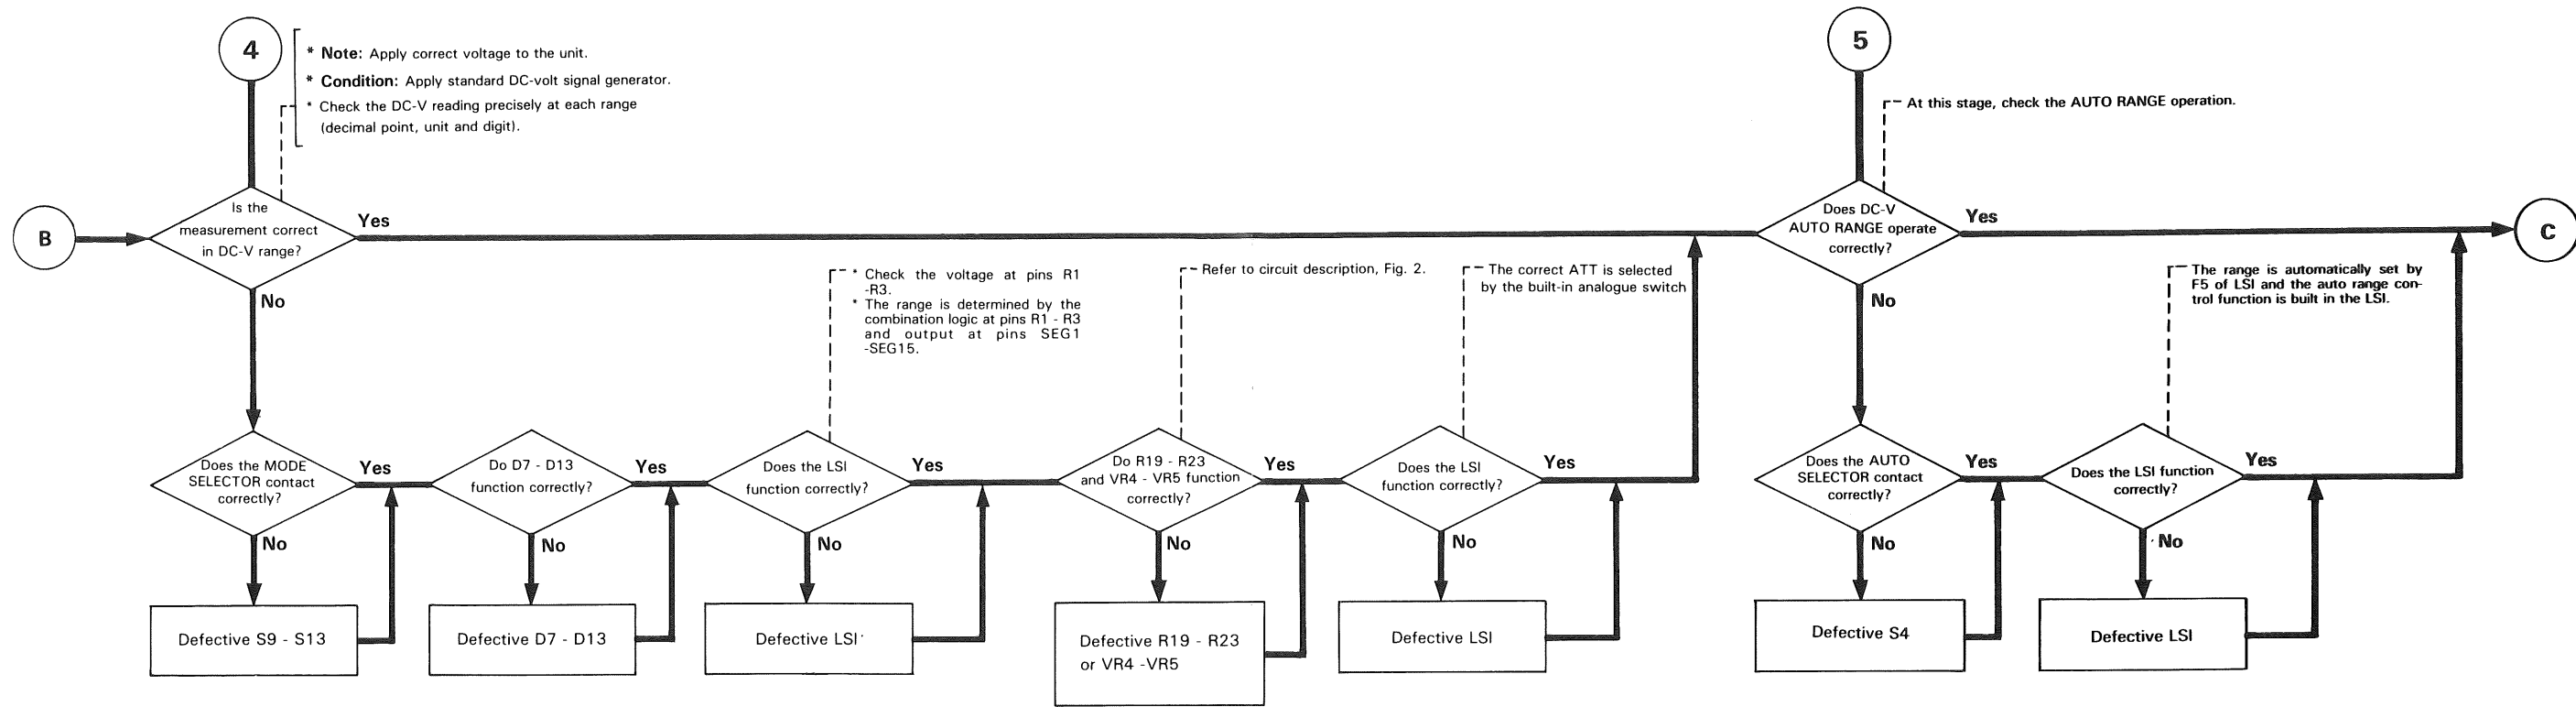 4
* Note: Apply correct voltage to the unit.
* Condition: Apply standard DC-volt signal generator.
* Check the DC-V reading precisely at each range
(decimal point, unit and digit).
5
At this stage, check the AUTO RANGE operation.
B
Is the
measurement correct
in DC-V range?
Yes
No
Does DC-V
AUTO RANGE operate
correctly?
Yes
No
C
* Check the voltage at pins R1
-R3.
* The range is determined by the
combination logic at pins R1 - R3
and output at pins SEG1
-SEG15.
Refer to circuit description, Fig. 2.
The correct ATT is selected
by the built-in analogue switch
The range is automatically set by
F5 of LSI and the auto range con-
trol function is built in the LSI.
Does the MODE
SELECTOR contact
correctly?
Yes
No
Do D7 - D13
function correctly?
Yes
No
Does the LSI
function correctly?
Yes
No
Do R19 - R23
and VR4 - VR5 function
correctly?
Yes
No
Does the LSI
function correctly?
Yes
No
Does the AUTO
SELECTOR contact
correctly?
Yes
No
Does the LSI function
correctly?
Yes
No
Defective S9 - S13
Defective D7 - D13
Defective LSI
Defective R19 - R23
or VR4 -VR5
Defective LSI
Defective S4
Defective LSI